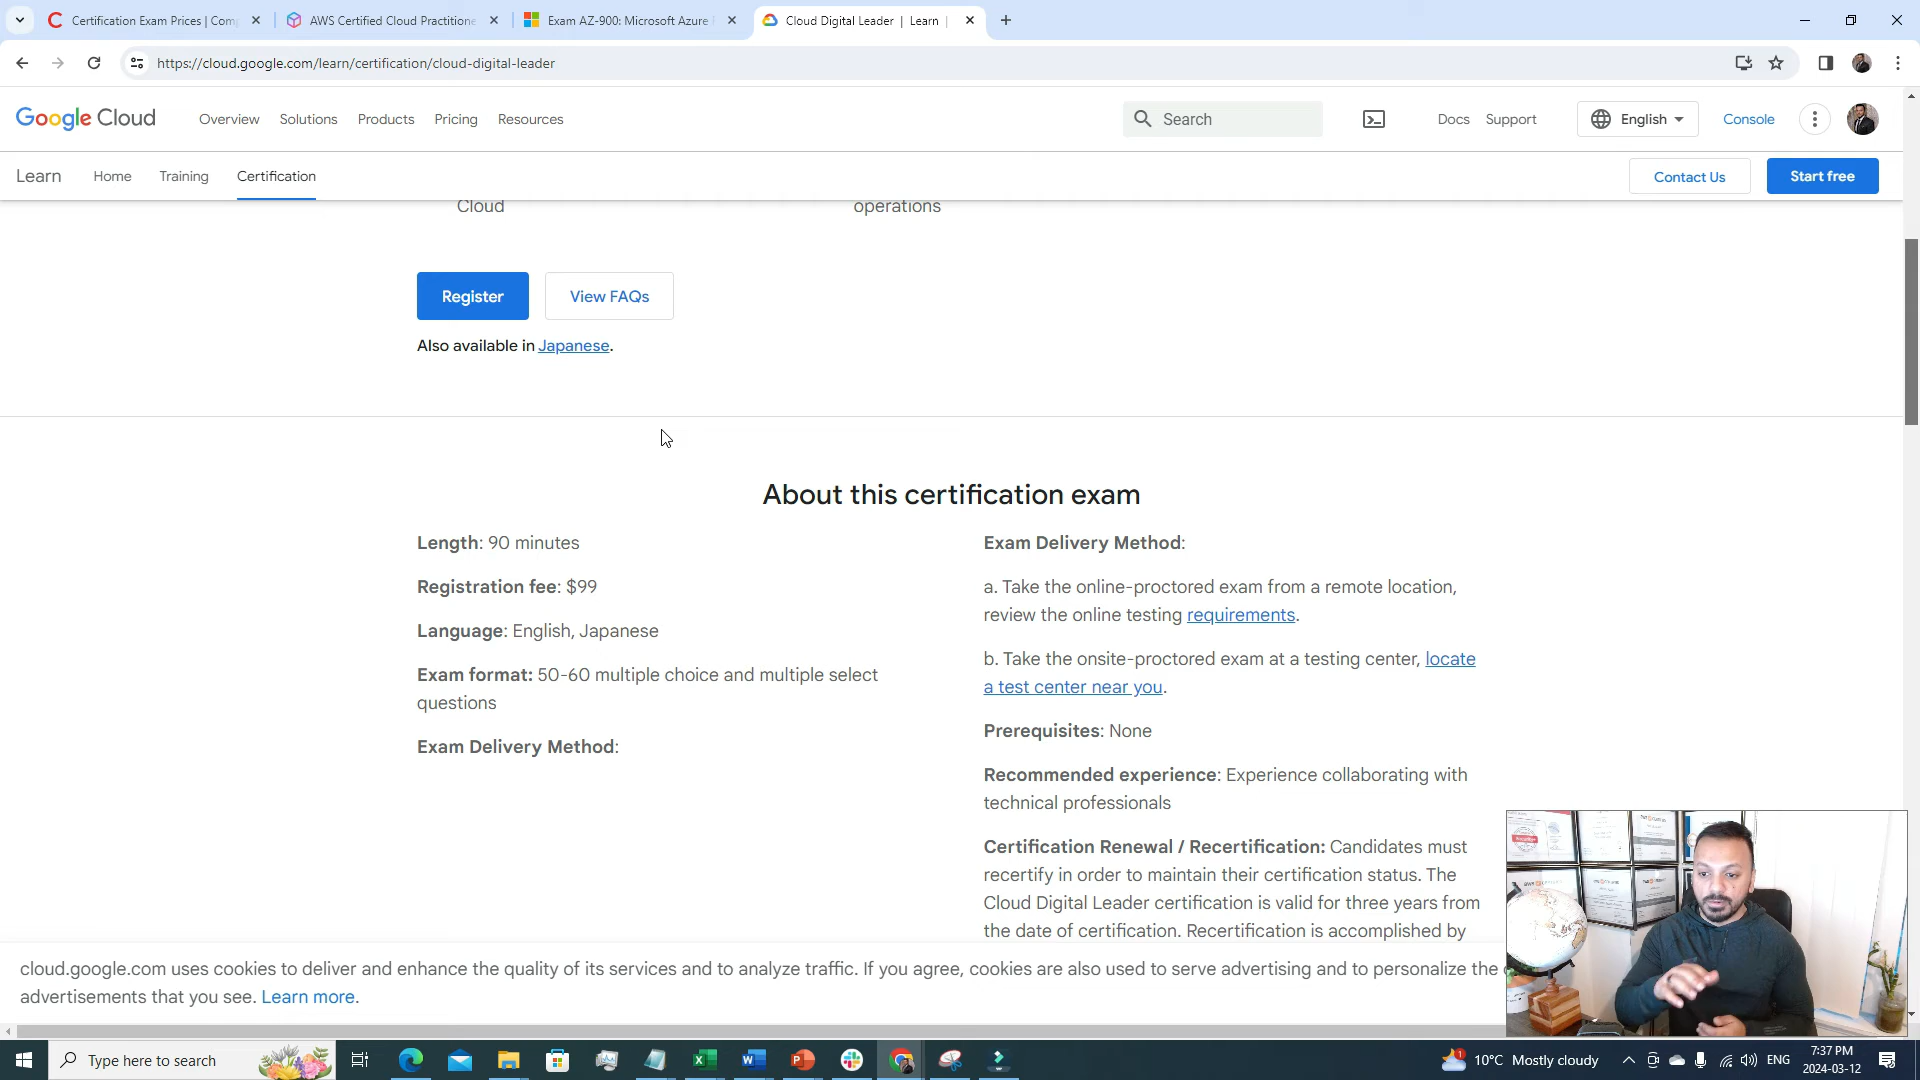 Certification Exam Prices | Com
AWS Certified Cloud Practitione
Exam AZ-900: Microsoft Azure
Cloud Digital Leader | Learn |
https://cloud.google.com/learn/certification/cloud-digital-leader
Google Cloud
Overview
Solutions
Products
Pricing
Resources
Search
Docs
Support
English
Console
Learn
Home
Training
Certification
Contact Us
Start free
Cloud
operations
Register
View FAQs
Also available in Japanese.
About this certification exam
Length: 90 minutes
Registration fee: $99
Language: English, Japanese
Exam format: 50-60 multiple choice and multiple select
questions
Exam Delivery Method:
Exam Delivery Method:
a. Take the online-proctored exam from a remote location,
review the online testing requirements.
b. Take the onsite-proctored exam at a testing center, locate
a test center near you.
Prerequisites: None
Recommended experience: Experience collaborating with
technical professionals
Certification Renewal / Recertification: Candidates must
recertify in order to maintain their certification status. The
Cloud Digital Leader certification is valid for three years from
the date of certification. Recertification is accomplished by
cloud.google.com uses cookies to deliver and enhance the quality of its services and to analyze traffic. If you agree, cookies are also used to serve advertising and to personalize the
advertisements that you see. Learn more.
Type here to search
1
10°C Mostly cloudy
ENG
7:37 PM
2024-03-12